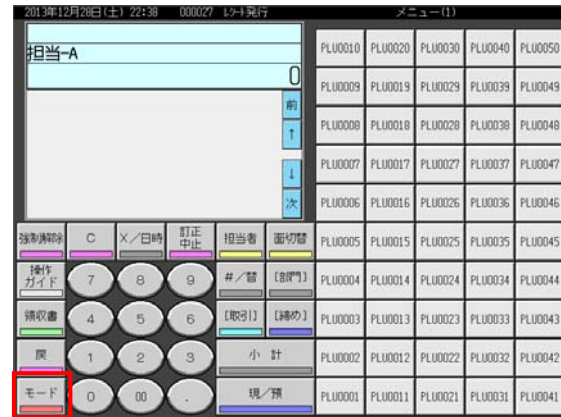 2013年12月28日(土) 22:38 000027 レシート発行 メニュー(1)
担当-A
0
前
↑
↓
次
PLU0010 PLU0020 PLU0030 PLU0040 PLU0050
PLU0009 PLU0019 PLU0029 PLU0039 PLU0049
PLU0008 PLU0018 PLU0028 PLU0038 PLU0048
PLU0007 PLU0017 PLU0027 PLU0037 PLU0047
PLU0006 PLU0016 PLU0026 PLU0036 PLU0046
強制解除 C X/日時 訂正 中止 担当者 面切替 PLU0005 PLU0015 PLU0025 PLU0035 PLU0045
操作 ガイド 7 8 9 #/替 [部門] PLU0004 PLU0014 PLU0024 PLU0034 PLU0044
領収書 4 5 6 [取引] [締め] PLU0003 PLU0013 PLU0023 PLU0033 PLU0043
戻 1 2 3 小 計 PLU0002 PLU0012 PLU0022 PLU0032 PLU0042
モード 0 00 . 現/預 PLU0001 PLU0011 PLU0021 PLU0031 PLU0041